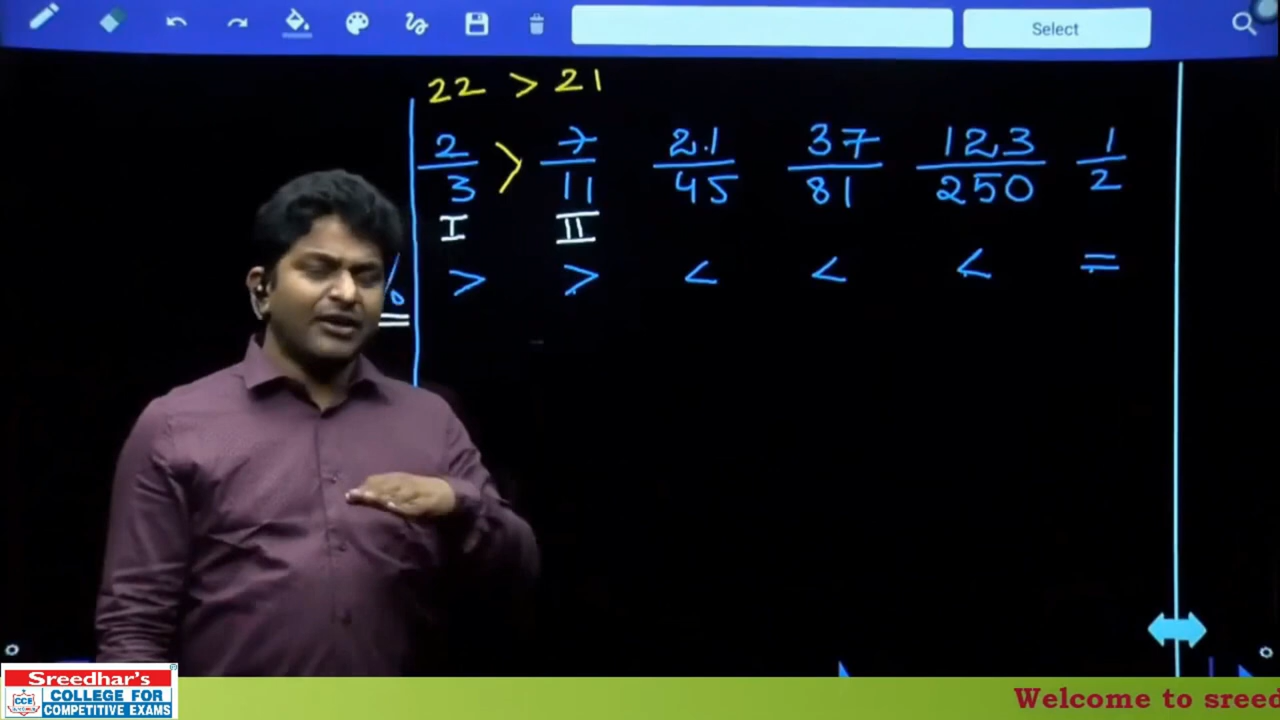 Select
22 > 21
2/3 > 7/11 21/45 37/81 123/250 1/2
I II
% > > < < < =
Sreedhar's
CCE
COLLEGE FOR
COMPETITIVE EXAMS
Welcome to sreed